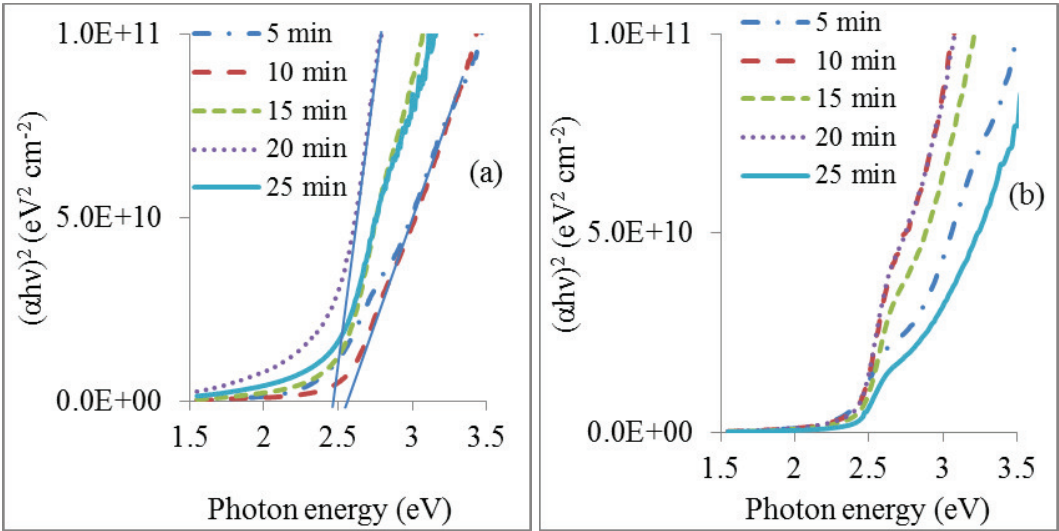 1.0E+11
5.0E+10
0.0E+00
(αhν)² (eV² cm⁻²)
5 min
10 min
15 min
20 min
25 min
(a)
1.5 2 2.5 3 3.5
Photon energy (eV)
1.0E+11
5.0E+10
0.0E+00
(αhν)² (eV² cm⁻²)
5 min
10 min
15 min
20 min
25 min
(b)
1.5 2 2.5 3 3.5
Photon energy (eV)